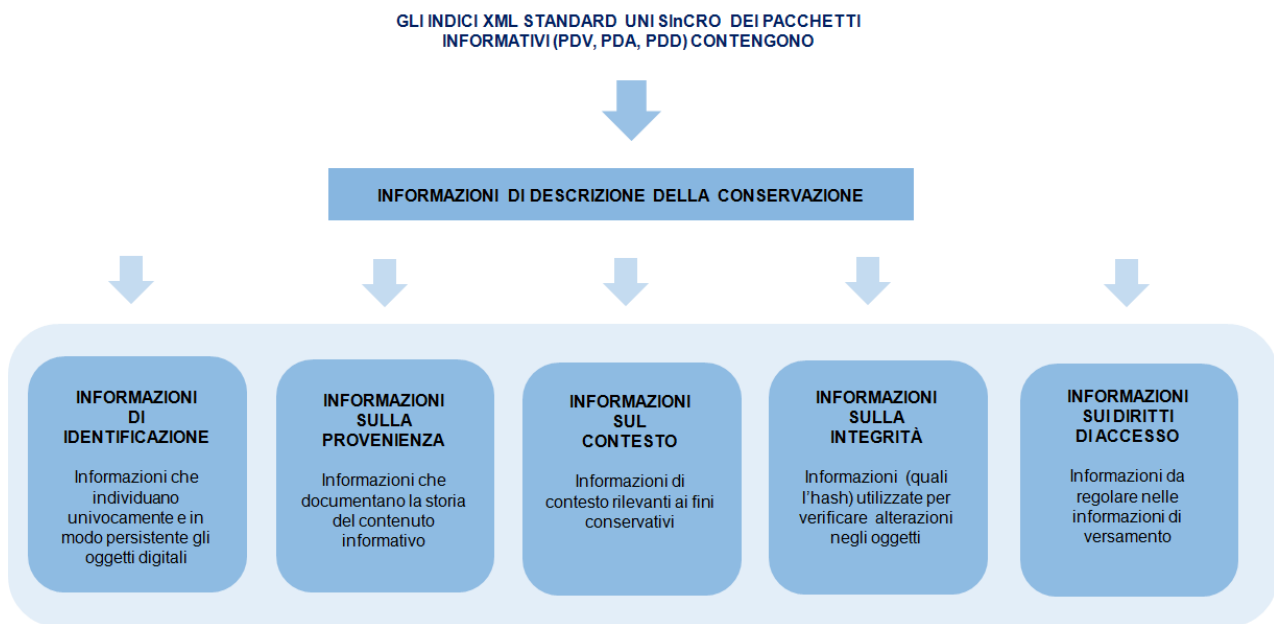 GLI INDICI XML STANDARD UNI SInCRO DEI PACCHETTI
INFORMATIVI (PDV, PDA, PDD) CONTENGONO
INFORMAZIONI DI DESCRIZIONE DELLA CONSERVAZIONE
INFORMAZIONI
DI
IDENTIFICAZIONE
Informazioni che
individuano
univocamente e in
modo persistente gli
oggetti digitali
INFORMAZIONI
SULLA
PROVENIENZA
Informazioni che
documentano la storia
del contenuto
informativo
INFORMAZIONI
SUL
CONTESTO
Informazioni di
contesto rilevanti ai fini
conservativi
INFORMAZIONI
SULLA
INTEGRITÀ
Informazioni (quali
l'hash) utilizzate per
verificare alterazioni
negli oggetti
INFORMAZIONI
SUI DIRITTI
DI ACCESSO
Informazioni da
regolare nelle
informazioni di
versamento